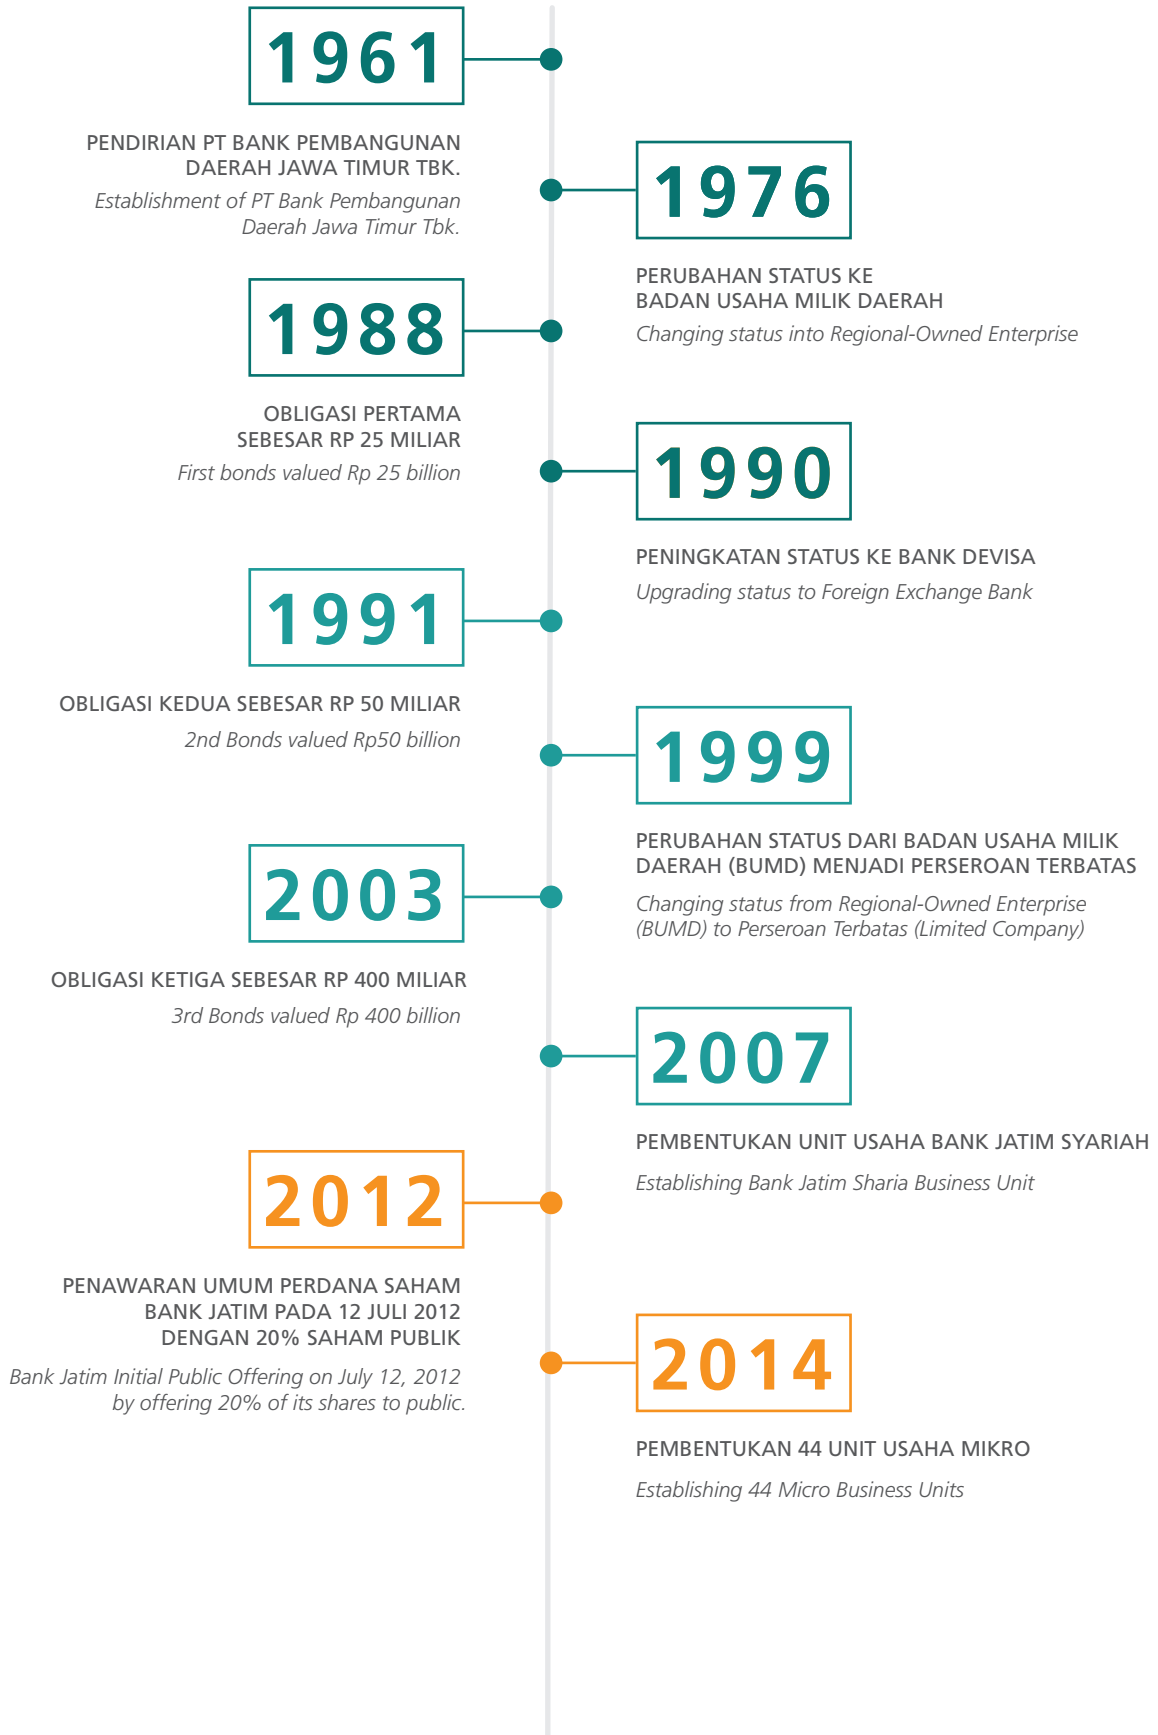 1961
PENDIRIAN PT BANK PEMBANGUNAN
DAERAH JAWA TIMUR TBK.
Establishment of PT Bank Pembangunan
Daerah Jawa Timur Tbk.
1976
PERUBAHAN STATUS KE
BADAN USAHA MILIK DAERAH
Changing status into Regional-Owned Enterprise
1988
OBLIGASI PERTAMA
SEBESAR RP 25 MILIAR
First bonds valued Rp 25 billion
1990
PENINGKATAN STATUS KE BANK DEVISA
Upgrading status to Foreign Exchange Bank
1991
OBLIGASI KEDUA SEBESAR RP 50 MILIAR
2nd Bonds valued Rp50 billion
1999
PERUBAHAN STATUS DARI BADAN USAHA MILIK
DAERAH (BUMD) MENJADI PERSEROAN TERBATAS
Changing status from Regional-Owned Enterprise
(BUMD) to Perseroan Terbatas (Limited Company)
2003
OBLIGASI KETIGA SEBESAR RP 400 MILIAR
3rd Bonds valued Rp 400 billion
2007
PEMBENTUKAN UNIT USAHA BANK JATIM SYARIAH
Establishing Bank Jatim Sharia Business Unit
2012
PENAWARAN UMUM PERDANA SAHAM
BANK JATIM PADA 12 JULI 2012
DENGAN 20% SAHAM PUBLIK
Bank Jatim Initial Public Offering on July 12, 2012
by offering 20% of its shares to public.
2014
PEMBENTUKAN 44 UNIT USAHA MIKRO
Establishing 44 Micro Business Units